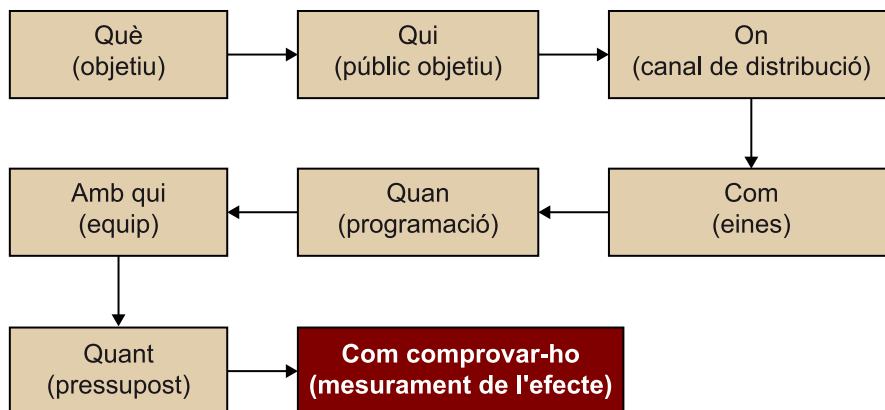 Què
(objetiu)
Qui
(públic objetiu)
On
(canal de distribució)
Com
(eines)
Quan
(programació)
Amb qui
(equip)
Quant
(pressupost)
Com comprovar-ho
(mesurament de l'efecte)